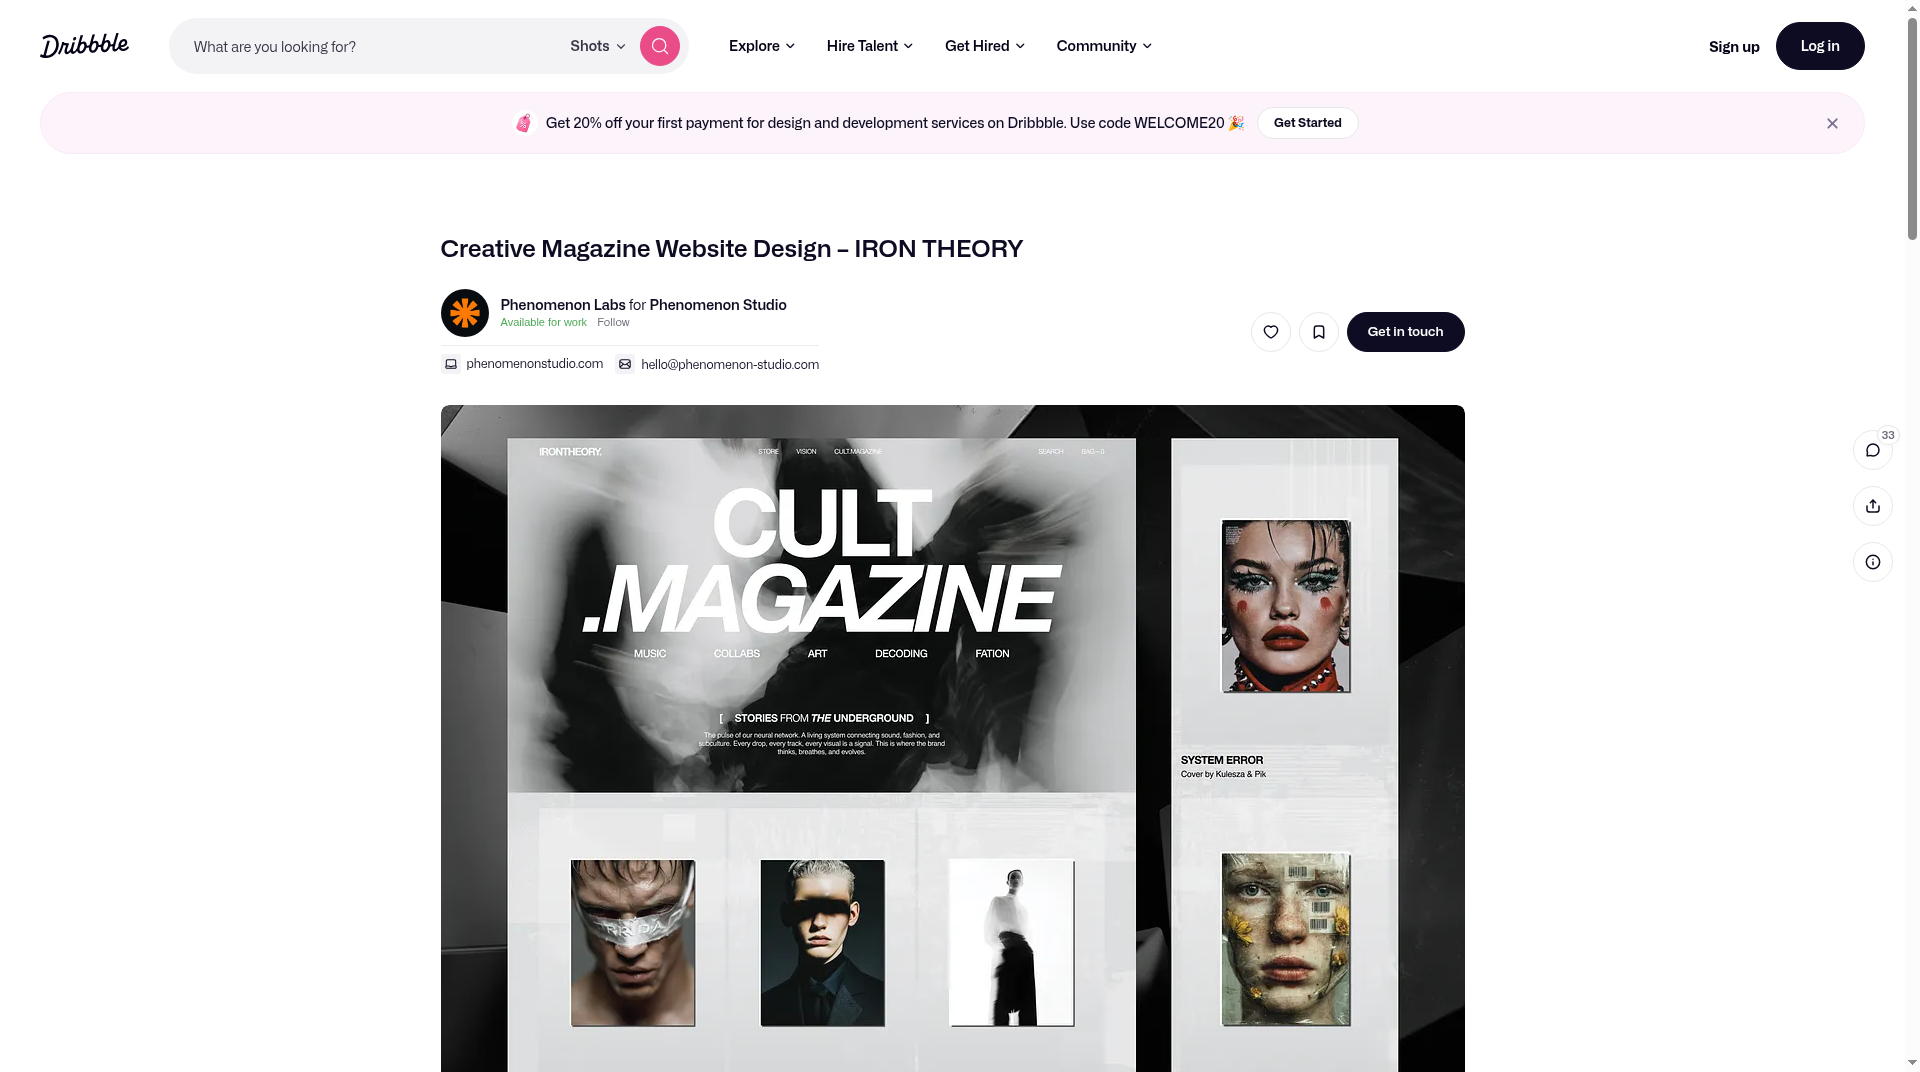 Dribbble
What are you looking for?
Shots
Explore
Hire Talent
Get Hired
Community
Sign up
Log in
Get 20% off your first payment for design and development services on Dribbble. Use code WELCOME20 🎉
Get Started
Creative Magazine Website Design – IRON THEORY
Phenomenon Labs for Phenomenon Studio
Available for work Follow
phenomenonstudio.com
hello@phenomenon-studio.com
Get in touch
33
IRONTHEORY.
STORE VISION CULT.MAGAZINE
SEARCH BAG—0
CULT
.MAGAZINE
MUSIC COLLABS ART DECODING FATION
[ STORIES FROM THE UNDERGROUND ]
The pulse of our neural network. A living system connecting sound, fashion, and
subculture. Every drop, every track, every visual is a signal. This is where the brand
thinks, breathes, and evolves.
SYSTEM ERROR
Cover by Kulesza & Pik